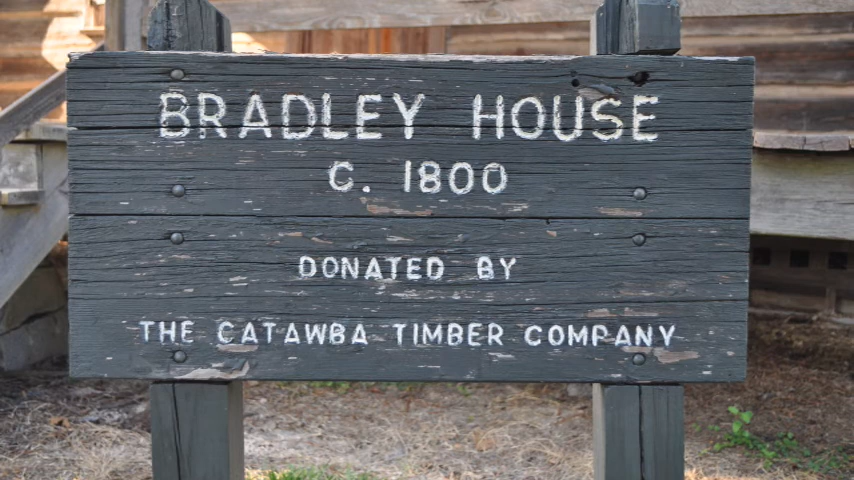 BRADLEY HOUSE
C. 1800
DONATED BY
THE CATAWBA TIMBER COMPANY